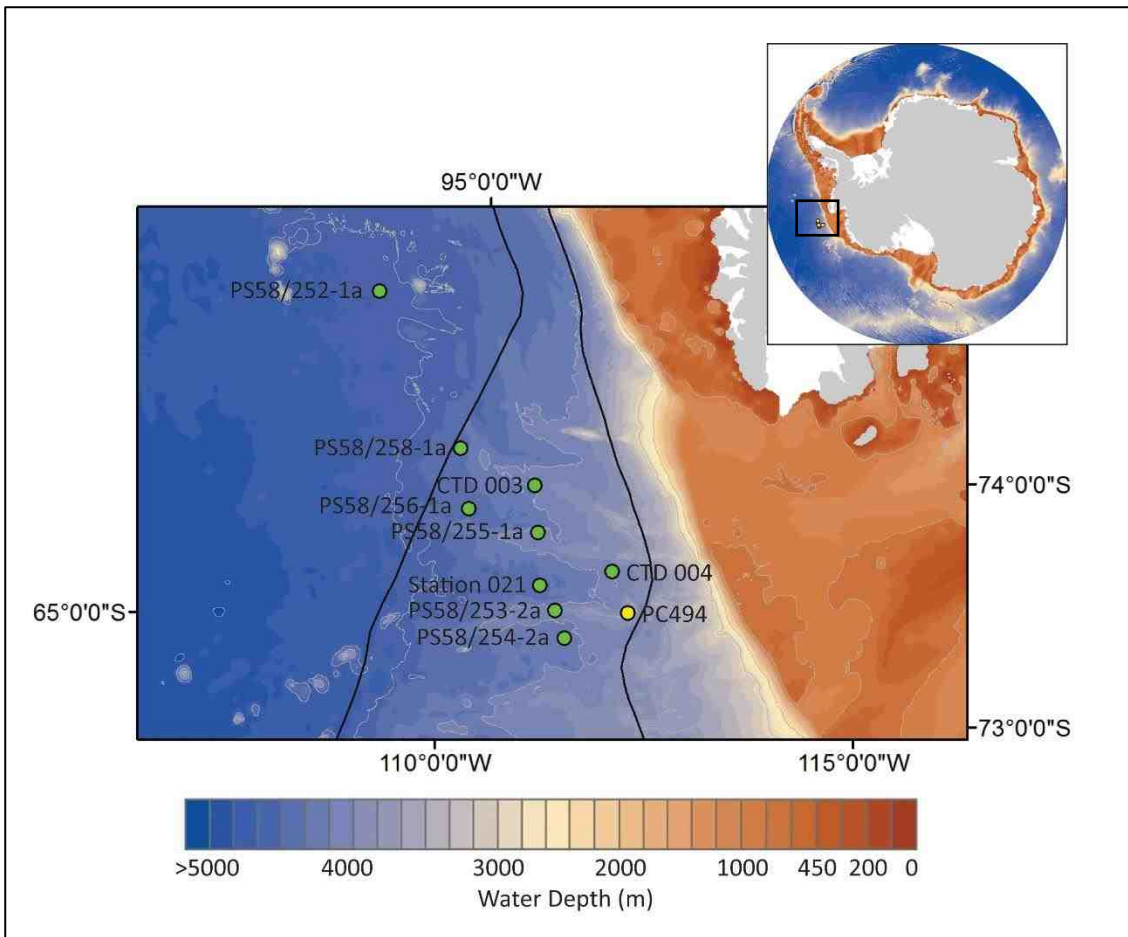 95°0'0"W
PS58/252-1a
PS58/258-1a
CTD 003
74°0'0"S
PS58/256-1a
PS58/255-1a
CTD 004
Station 021
65°0'0"S
PS58/253-2a
PC494
PS58/254-2a
73°0'0"S
110°0'0"W
115°0'0"W
>5000 4000 3000 2000 1000 450 200 0
Water Depth (m)